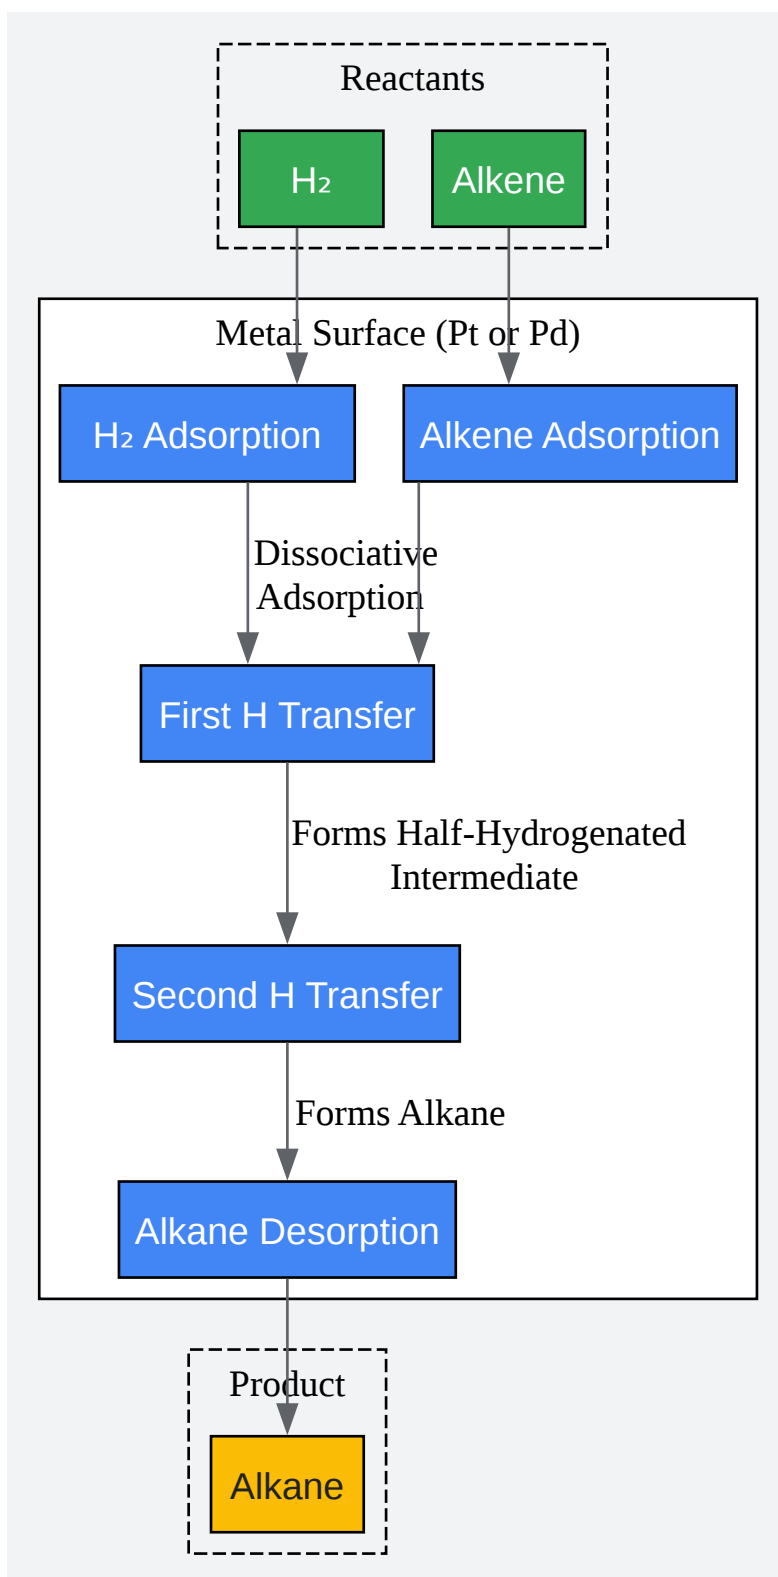 Reactants
H₂
Alkene
Metal Surface (Pt or Pd)
H₂ Adsorption
Alkene Adsorption
Dissociative
Adsorption
First H Transfer
Forms Half-Hydrogenated
Intermediate
Second H Transfer
Forms Alkane
Alkane Desorption
Product
Alkane